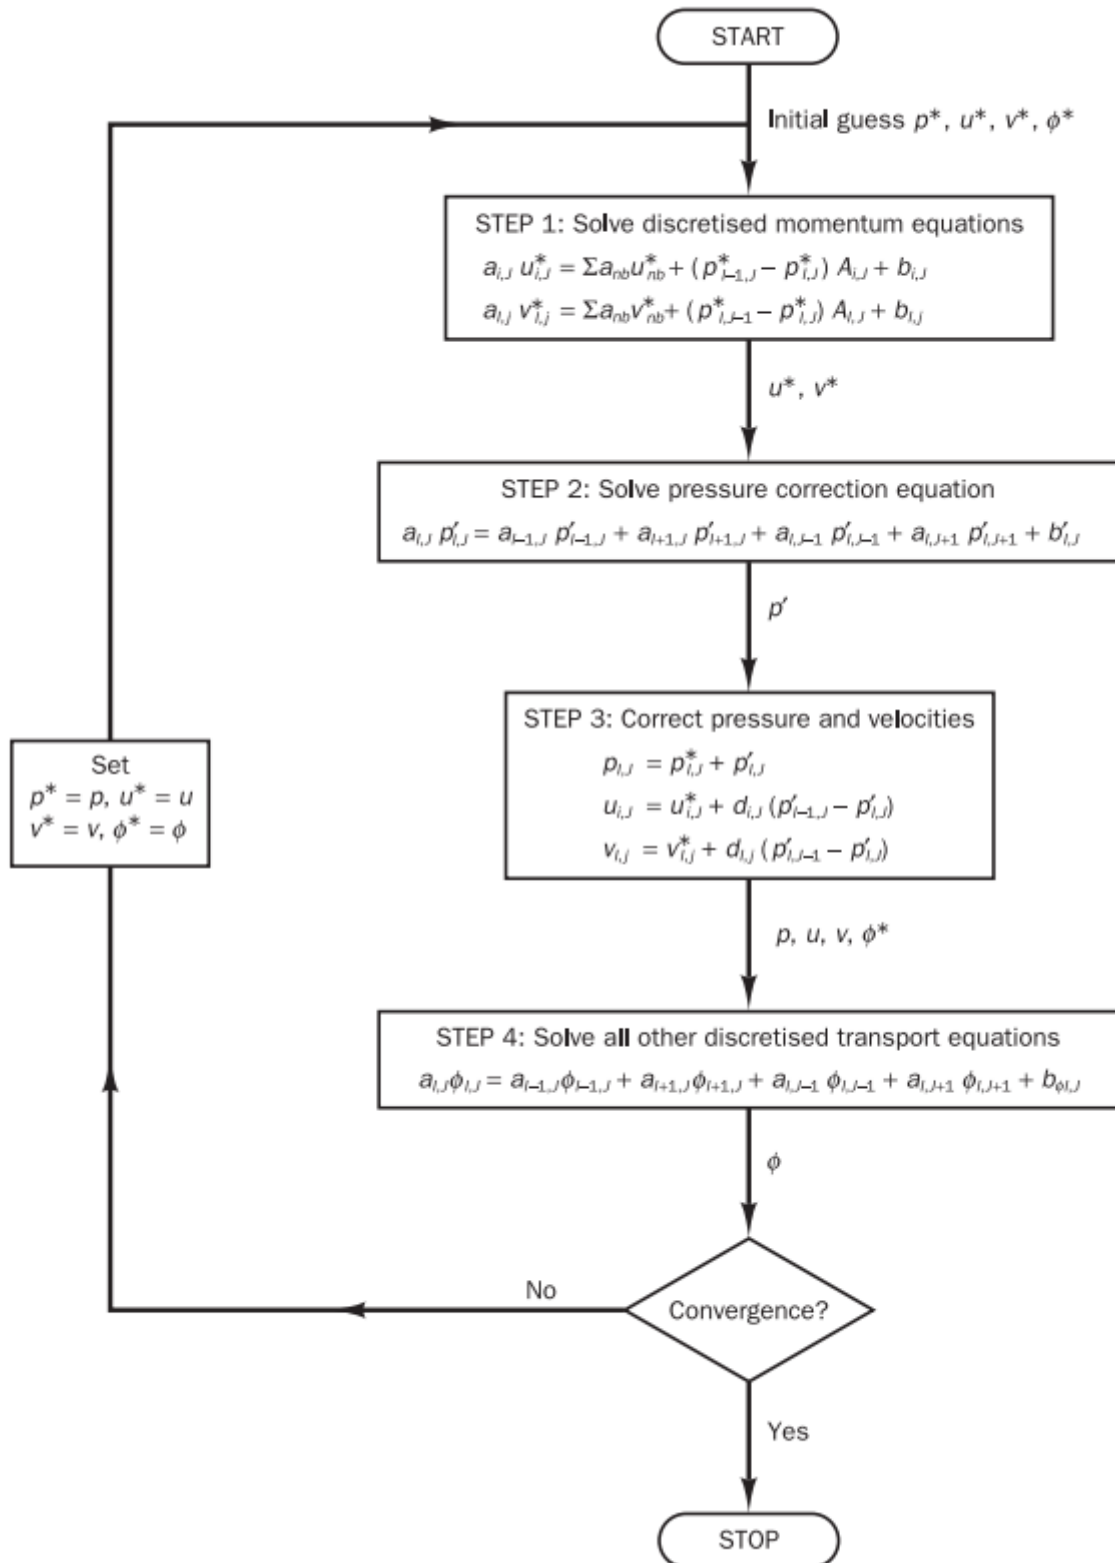 START
Initial guess p*, u*, v*, ϕ*
STEP 1: Solve discretised momentum equations
a_{i,J} u*_{i,J} = Σa_{nb}u*_{nb} + (p*_{I–1,J} – p*_{I,J}) A_{i,J} + b_{i,J}
a_{I,j} v*_{I,j} = Σa_{nb}v*_{nb} + (p*_{I,J–1} – p*_{I,J}) A_{I,J} + b_{I,j}
u*, v*
STEP 2: Solve pressure correction equation
a_{I,J} p′_{I,J} = a_{I–1,J} p′_{I–1,J} + a_{I+1,J} p′_{I+1,J} + a_{I,J–1} p′_{I,J–1} + a_{I,J+1} p′_{I,J+1} + b′_{I,J}
p′
STEP 3: Correct pressure and velocities
p_{I,J} = p*_{I,J} + p′_{I,J}
u_{i,J} = u*_{i,J} + d_{i,J} (p′_{I–1,J} – p′_{I,J})
v_{I,j} = v*_{I,j} + d_{I,j} (p′_{I,J–1} – p′_{I,J})
Set
p* = p, u* = u
v* = v, ϕ* = ϕ
p, u, v, ϕ*
STEP 4: Solve all other discretised transport equations
a_{I,J}ϕ_{I,J} = a_{I–1,J}ϕ_{I–1,J} + a_{I+1,J}ϕ_{I+1,J} + a_{I,J–1} ϕ_{I,J–1} + a_{I,J+1} ϕ_{I,J+1} + b_{ϕI,J}
ϕ
No
Convergence?
Yes
STOP